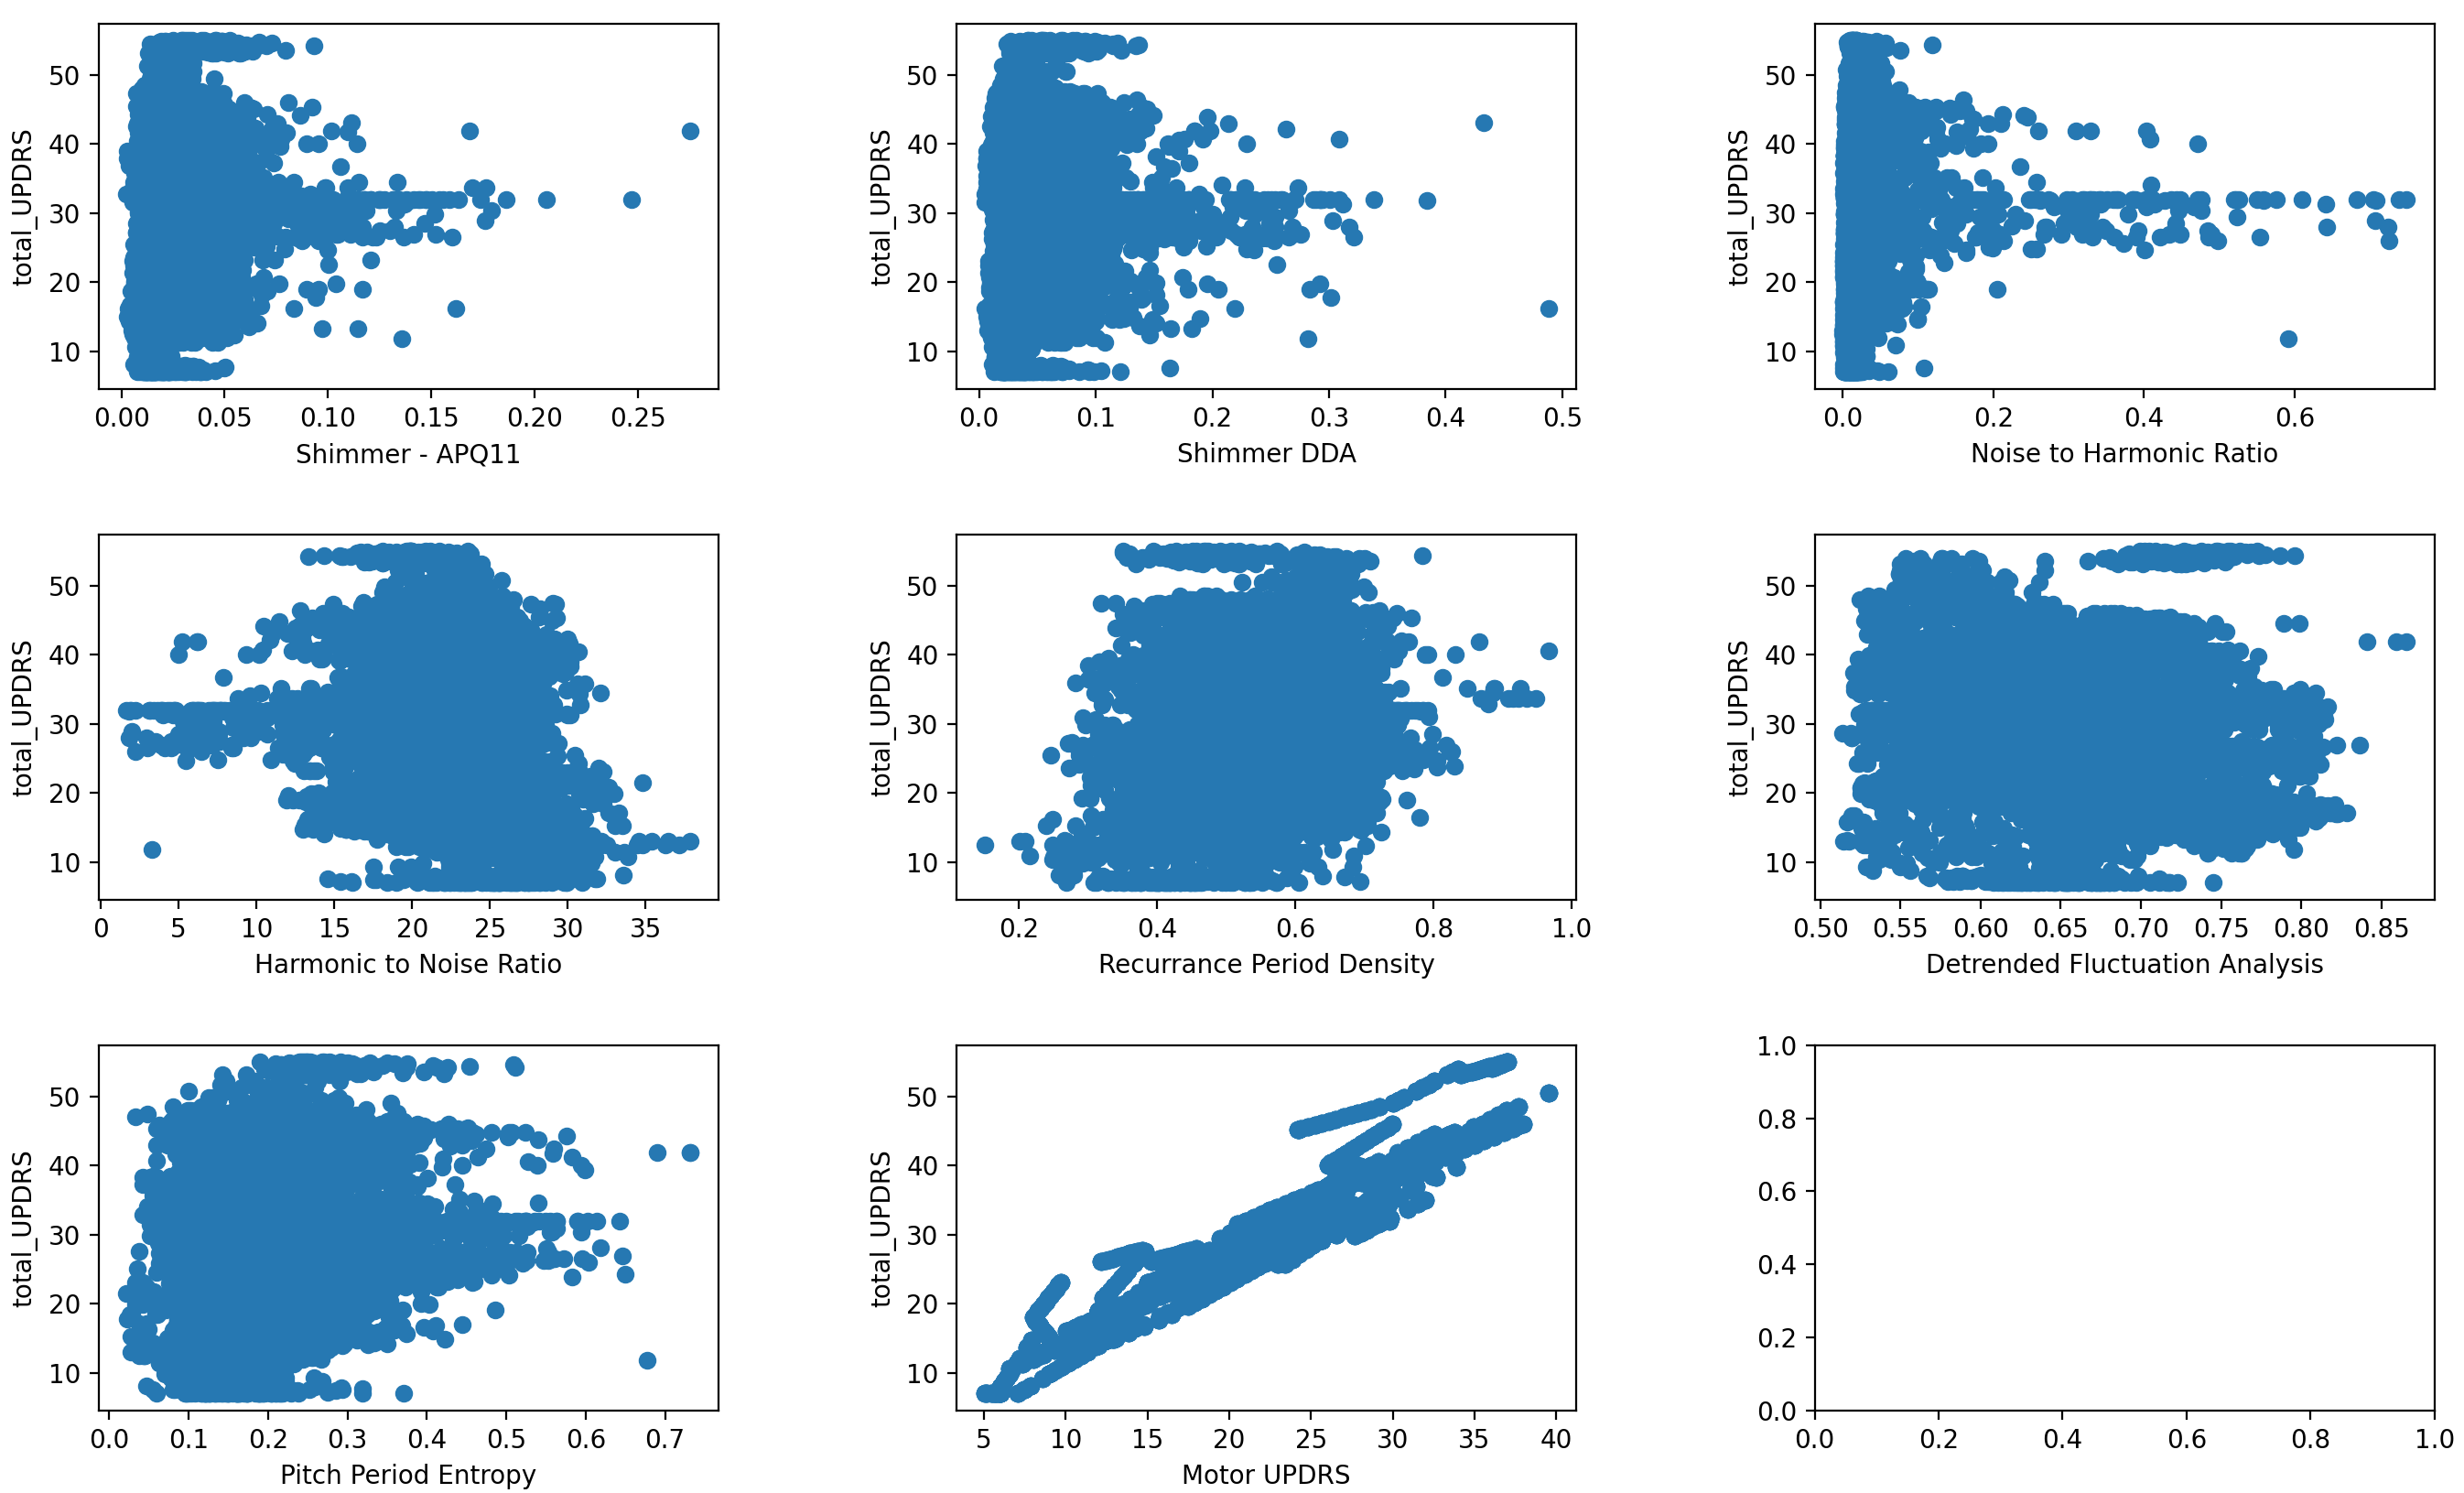 50
40
30
20
10
total_UPDRS
0.00 0.05 0.10 0.15 0.20 0.25
Shimmer - APQ11
50
40
30
20
10
total_UPDRS
0.0 0.1 0.2 0.3 0.4 0.5
Shimmer DDA
50
40
30
20
10
total_UPDRS
0.0 0.2 0.4 0.6
Noise to Harmonic Ratio
50
40
30
20
10
total_UPDRS
0 5 10 15 20 25 30 35
Harmonic to Noise Ratio
50
40
30
20
10
total_UPDRS
0.2 0.4 0.6 0.8 1.0
Recurrance Period Density
50
40
30
20
10
total_UPDRS
0.50 0.55 0.60 0.65 0.70 0.75 0.80 0.85
Detrended Fluctuation Analysis
50
40
30
20
10
total_UPDRS
0.0 0.1 0.2 0.3 0.4 0.5 0.6 0.7
Pitch Period Entropy
50
40
30
20
10
total_UPDRS
5 10 15 20 25 30 35 40
Motor UPDRS
1.0
0.8
0.6
0.4
0.2
0.0
0.0 0.2 0.4 0.6 0.8 1.0